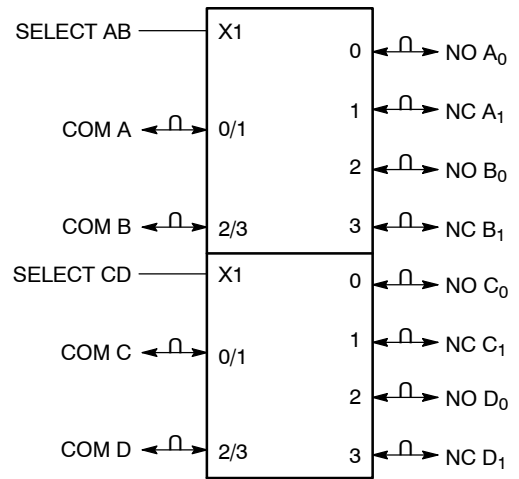 SELECT AB X1
0 NO A0
1 NC A1
COM A 0/1
2 NO B0
COM B 2/3 3 NC B1
SELECT CD X1
0 NO C0
1 NC C1
COM C 0/1
2 NO D0
COM D 2/3 3 NC D1